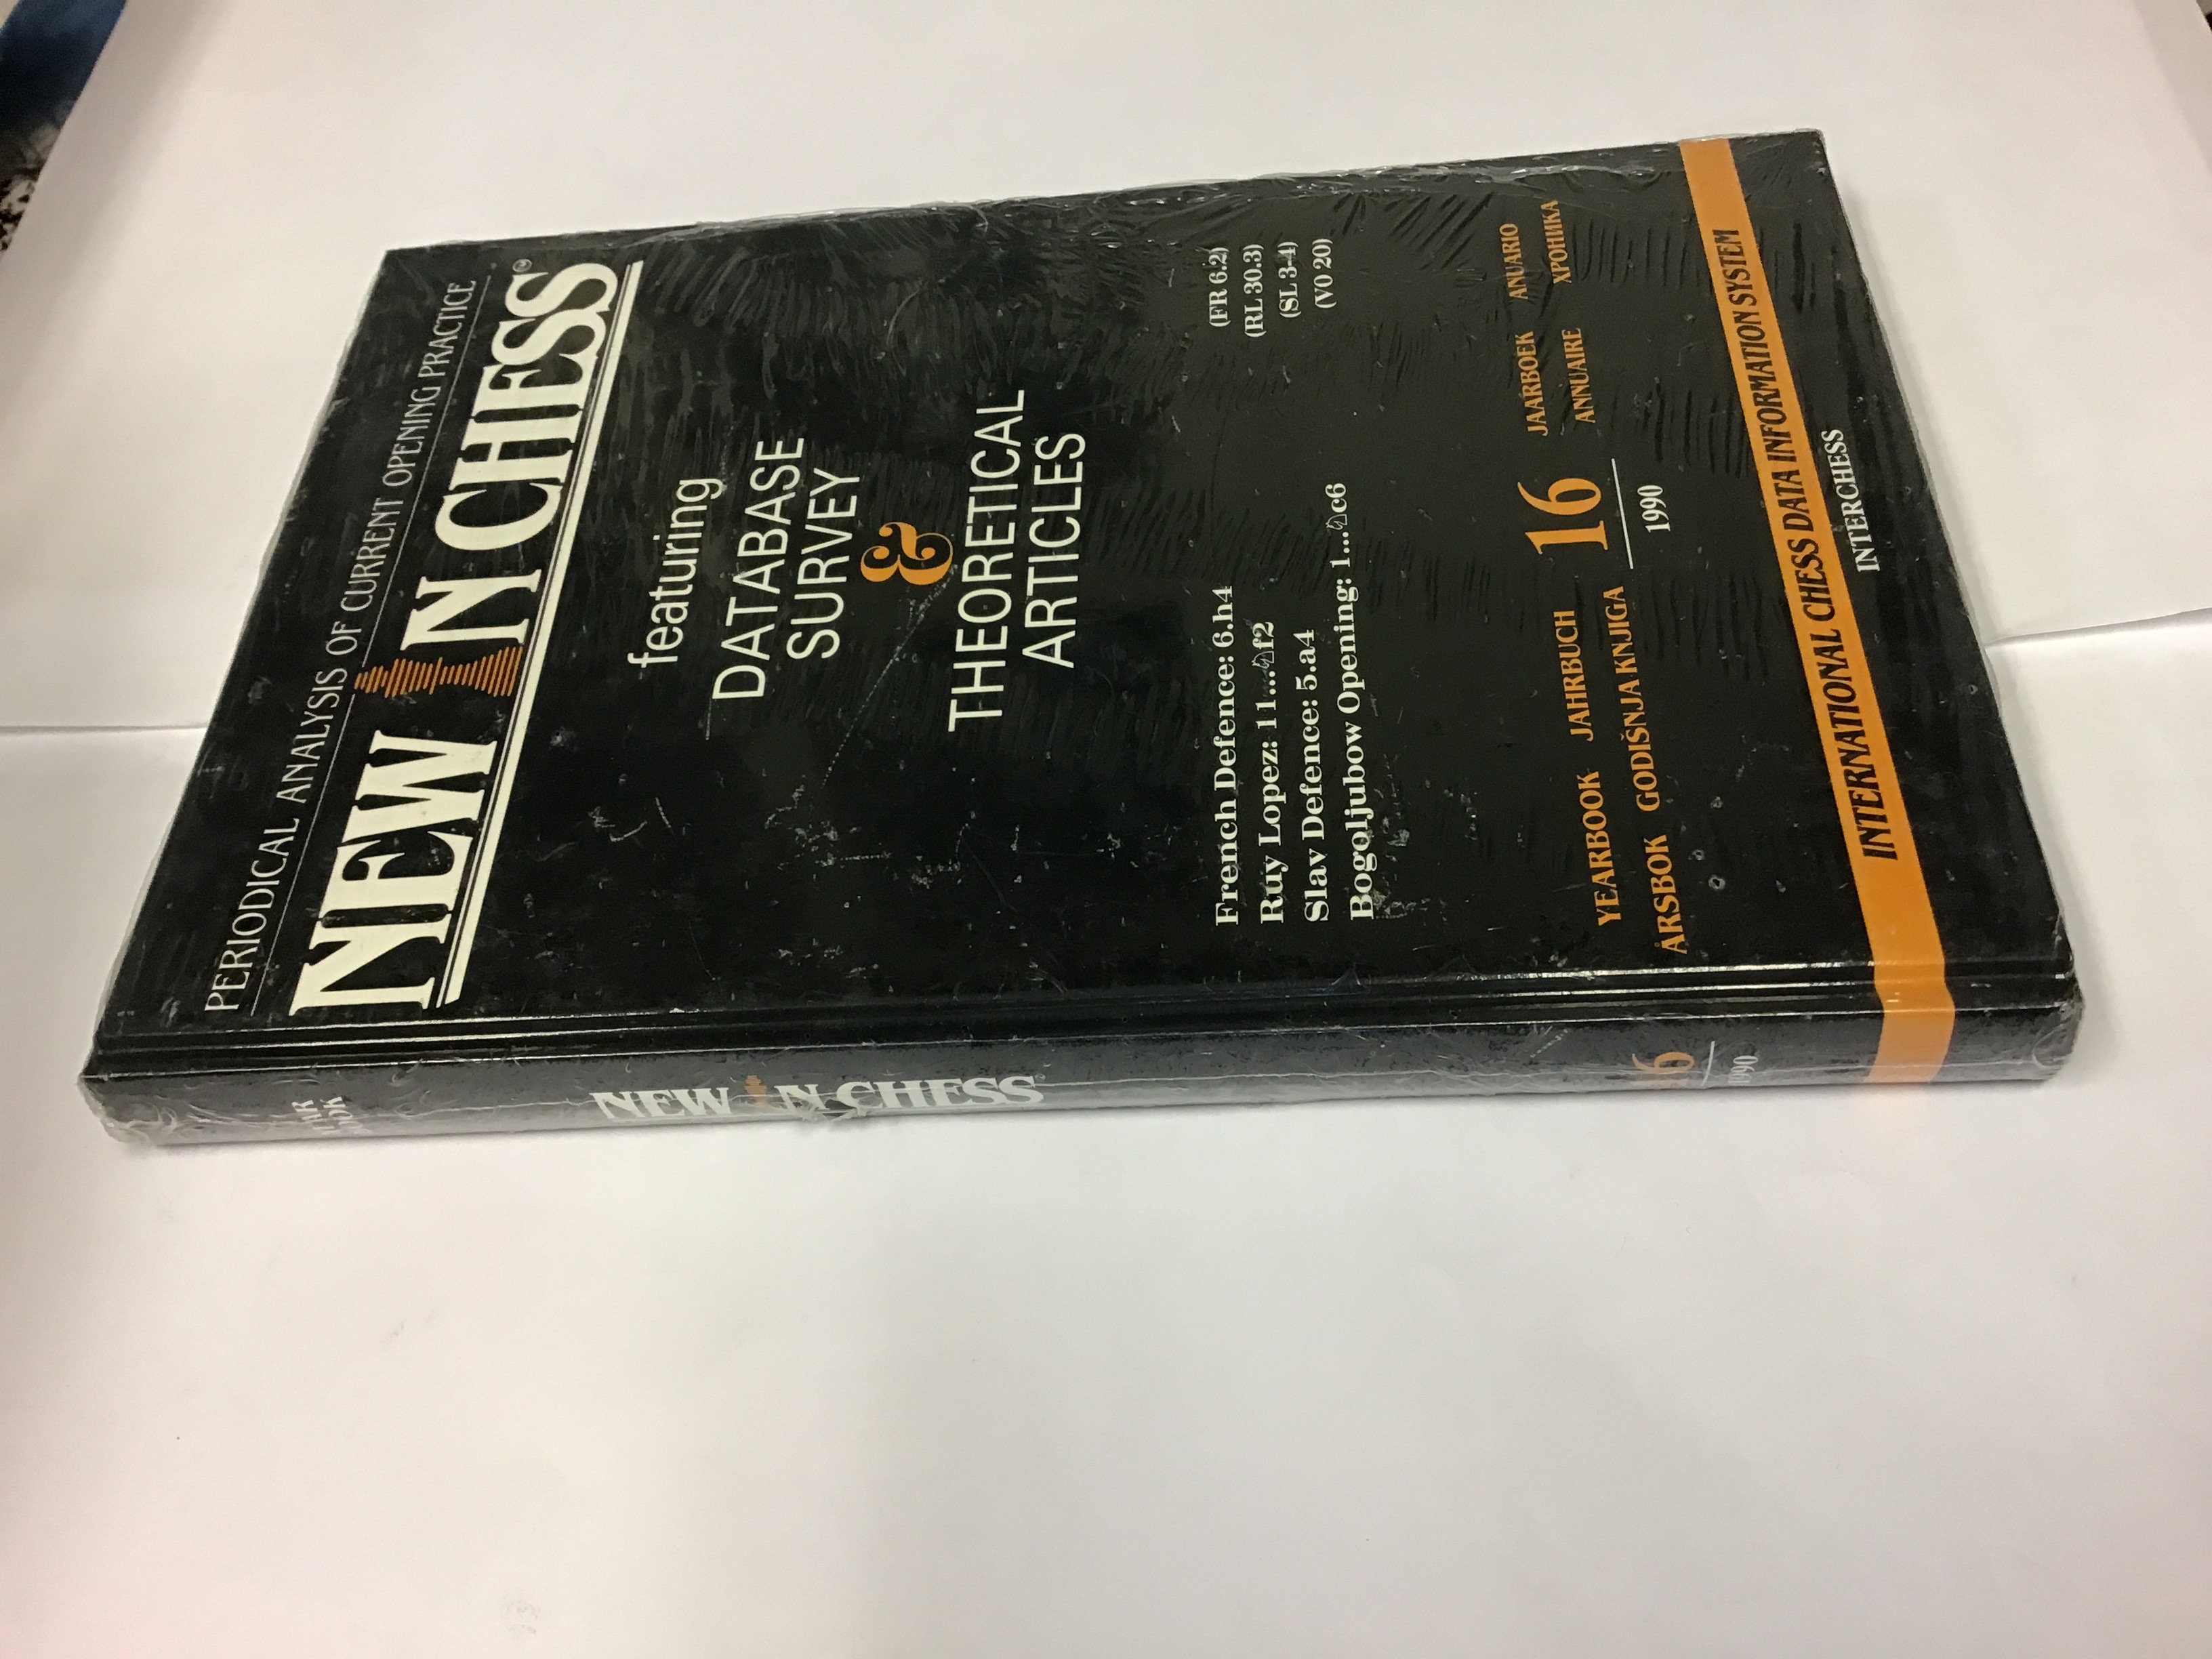 PERIODICAL ANALYSIS OF CURRENT OPENING PRACTICE
NEW IN CHESS
featuring
DATABASE
SURVEY
&
THEORETICAL
ARTICLES
French Defence: 6.h4 (FR 6.2)
Ruy Lopez: 11...♘f2 (RL 30.3)
Slav Defence: 5.a4 (SL 3-4)
Bogoljubow Opening: 1...♘c6 (VO 20)
YEARBOOK JAHRBUCH 16 JAARBOEK ANUARIO
ARSBOK GODIŠNJA KNJIGA 1990 ANNUAIRE ХРОНИКА
INTERNATIONAL CHESS DATA INFORMATION SYSTEM
INTERCHESS
NEW IN CHESS
16
1990